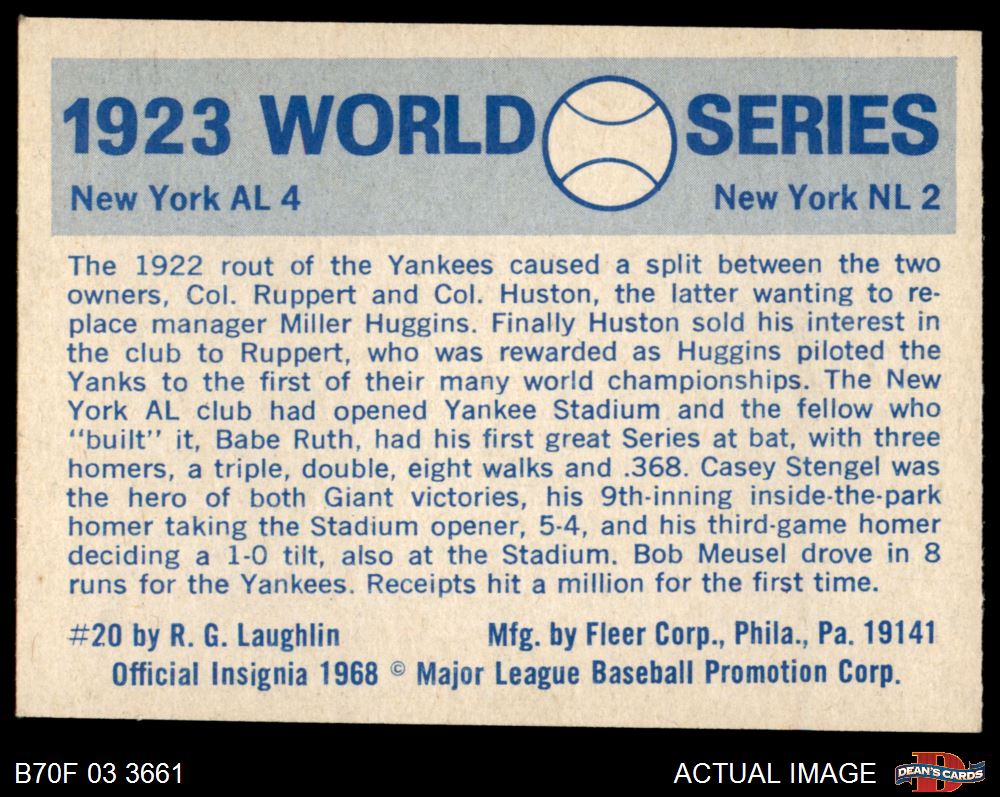 1923 WORLD SERIES
New York AL 4 New York NL 2
The 1922 rout of the Yankees caused a split between the two
owners, Col. Ruppert and Col. Huston, the latter wanting to re-
place manager Miller Huggins. Finally Huston sold his interest in
the club to Ruppert, who was rewarded as Huggins piloted the
Yanks to the first of their many world championships. The New
York AL club had opened Yankee Stadium and the fellow who
"built" it, Babe Ruth, had his first great Series at bat, with three
homers, a triple, double, eight walks and .368. Casey Stengel was
the hero of both Giant victories, his 9th-inning inside-the-park
homer taking the Stadium opener, 5-4, and his third-game homer
deciding a 1-0 tilt, also at the Stadium. Bob Meusel drove in 8
runs for the Yankees. Receipts hit a million for the first time.
#20 by R. G. Laughlin Mfg. by Fleer Corp., Phila., Pa. 19141
Official Insignia 1968 © Major League Baseball Promotion Corp.
B70F 03 3661 ACTUAL IMAGE D DEAN'S CARDS